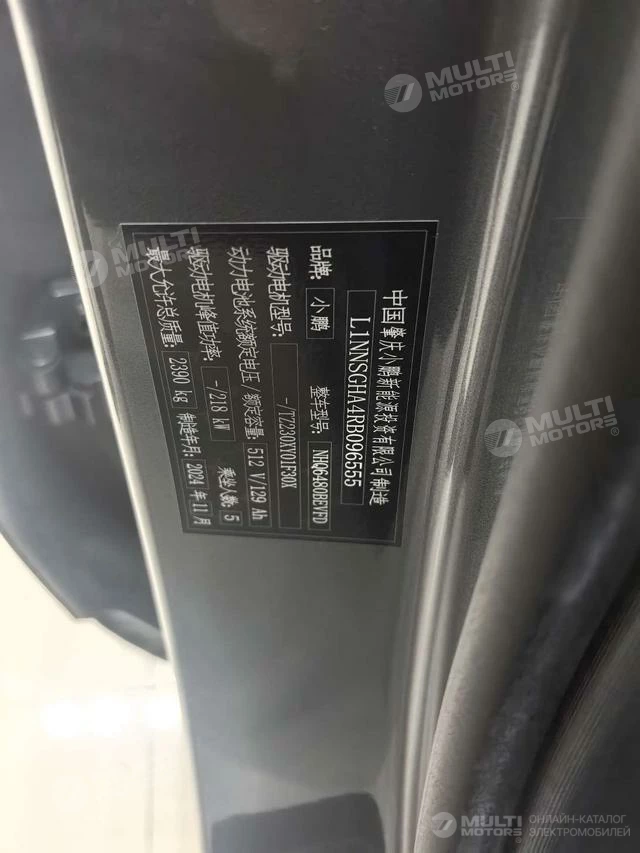 中国肇庆小鹏新能源投资有限公司制造
L1NNSGHA4RB096555
品牌: 小鹏 整车型号: NHQ6480BEVFD
驱动电机型号: -/TZ230XY01F30X
动力电池系统额定电压/额定容量: 512 V/129 Ah
驱动电机峰值功率: -/218 kW 乘坐人数: 5
最大允许总质量: 2390 kg 制造年月: 2024 年 11 月
MULTI
MOTORS®
MULTI
MOTORS®
MULTI
MOTORS®
MULTI
MOTORS®
ОНЛАЙН-КАТАЛОГ
ЭЛЕКТРОМОБИЛЕЙ